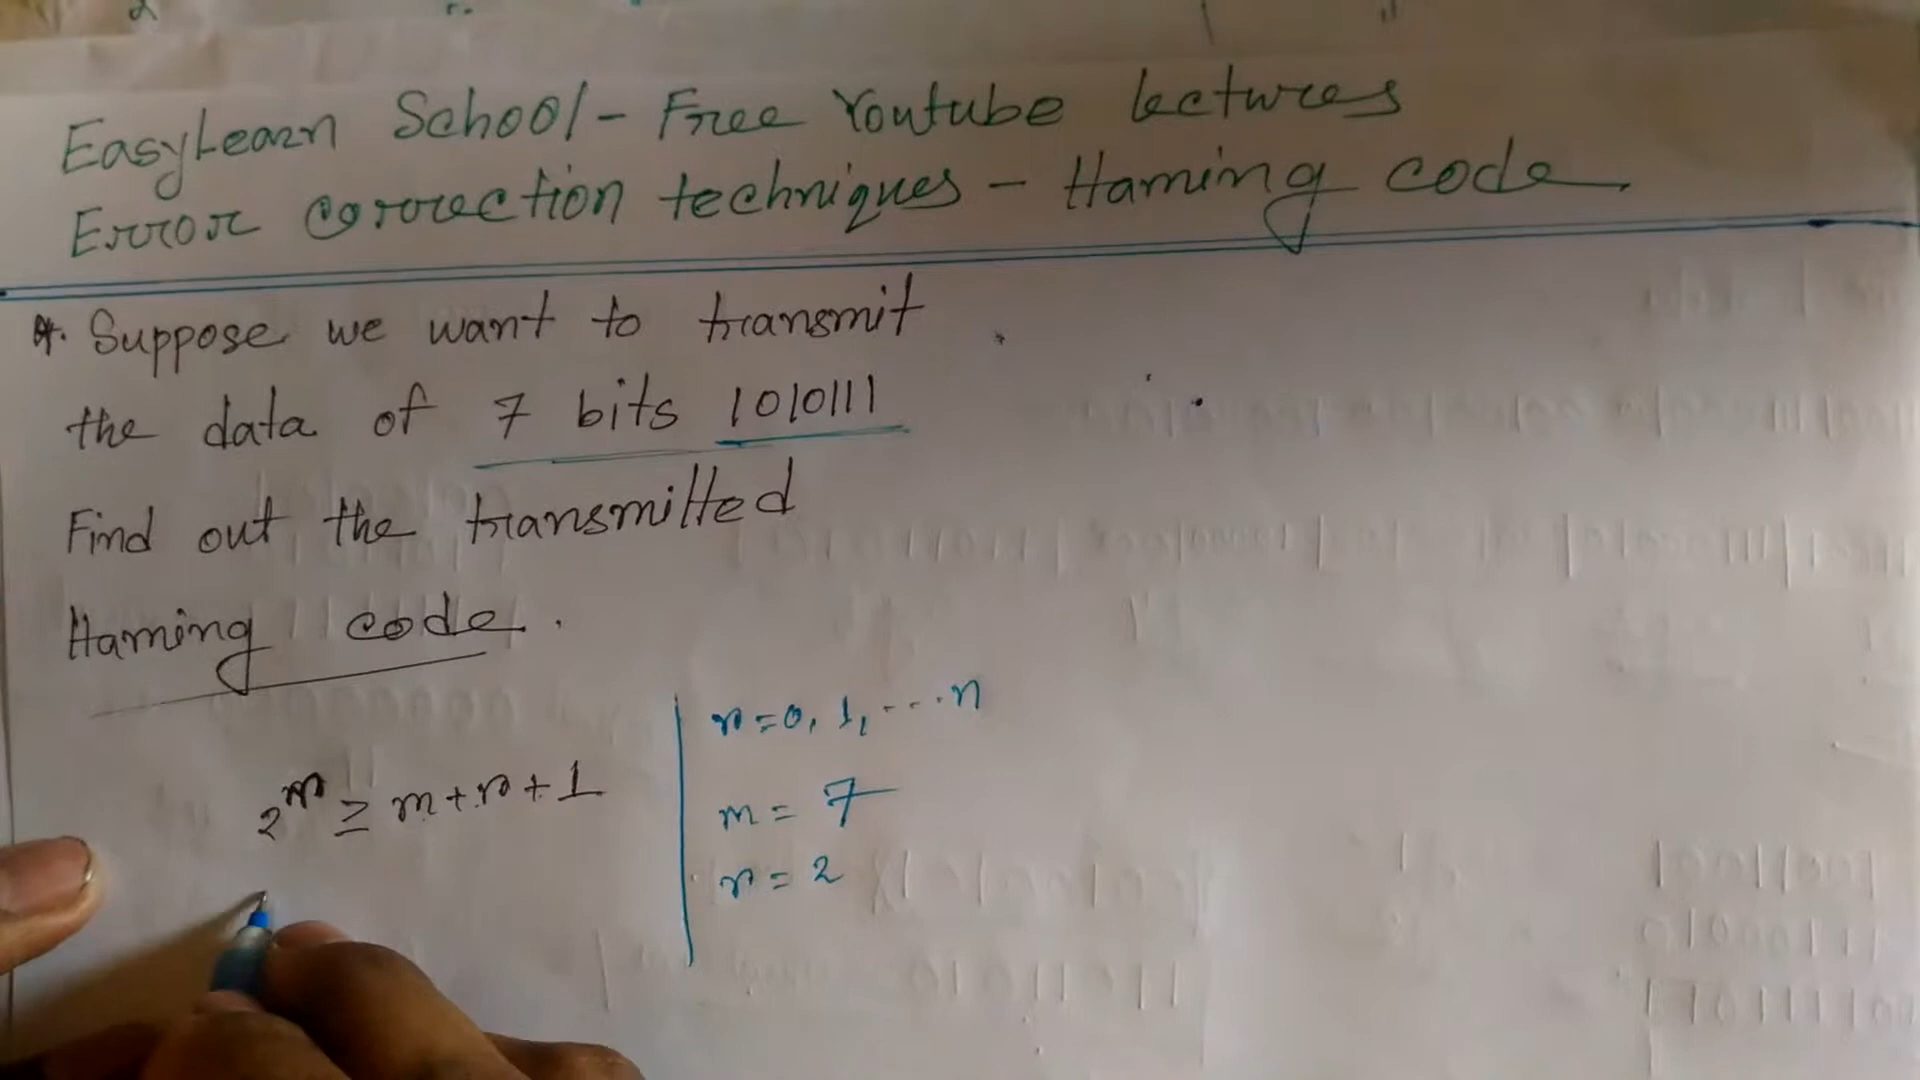 EasyLearn School - Free Youtube lectures
Error correction techniques - Haming code.
Q. Suppose we want to transmit
the data of 7 bits 1010111
Find out the transmitted
Haming code.
r = 0, 1, ... n
2^r ≥ m + r + 1
m = 7
r = 2